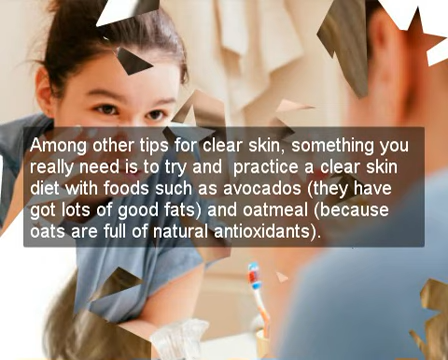 Among other tips for clear skin, something you
really need is to try and  practice a clear skin
diet with foods such as avocados (they have
got lots of good fats) and oatmeal (because
oats are full of natural antioxidants).